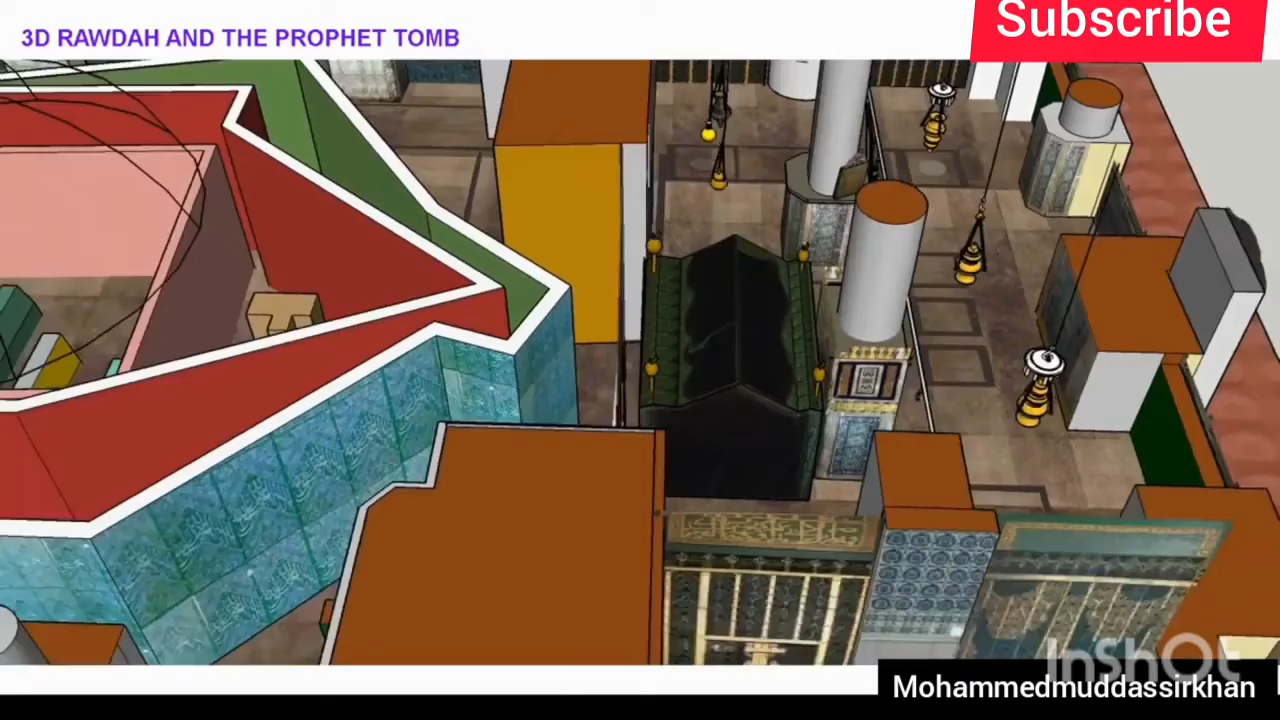 Subscribe
3D RAWDAH AND THE PROPHET TOMB
InShOt
Mohammedmuddassirkhan